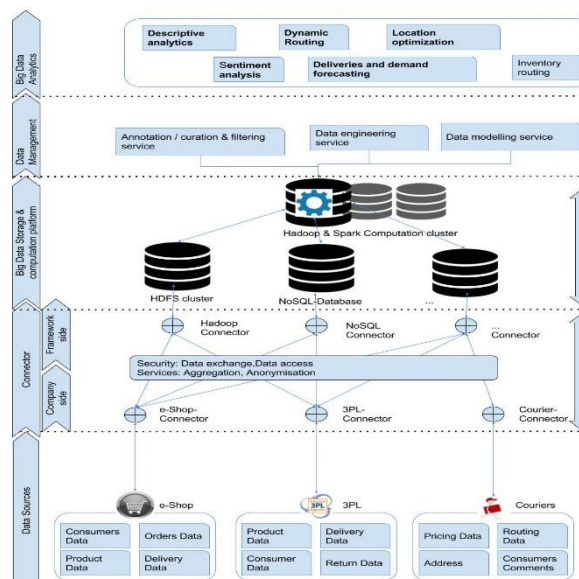 Big Data
Analytics
Descriptive
analytics
Dynamic
Routing
Location
optimization
Sentiment
analysis
Deliveries and demand
forecasting
Inventory
routing
Data
Management
Annotation / curation & filtering
service
Data engineering
service
Data modelling service
Big Data Storage &
computation platform
Hadoop & Spark Computation cluster
HDFS cluster
NoSQL-Database
...
Connector
Framework
side
Company
side
Hadoop
Connector
NoSQL
Connector
...
Connector
Security: Data exchange,Data access
Services: Aggregation, Anonymisation
e-Shop-
Connector
3PL-
Connector
Courier-
Connector
Data Sources
e-Shop
3PL
3PL
Couriers
Consumers
Data
Orders Data
Product
Data
Delivery
Data
Product
Data
Delivery
Data
Consumer
Data
Return Data
Pricing Data
Routing
Data
Address
Consumers
Comments